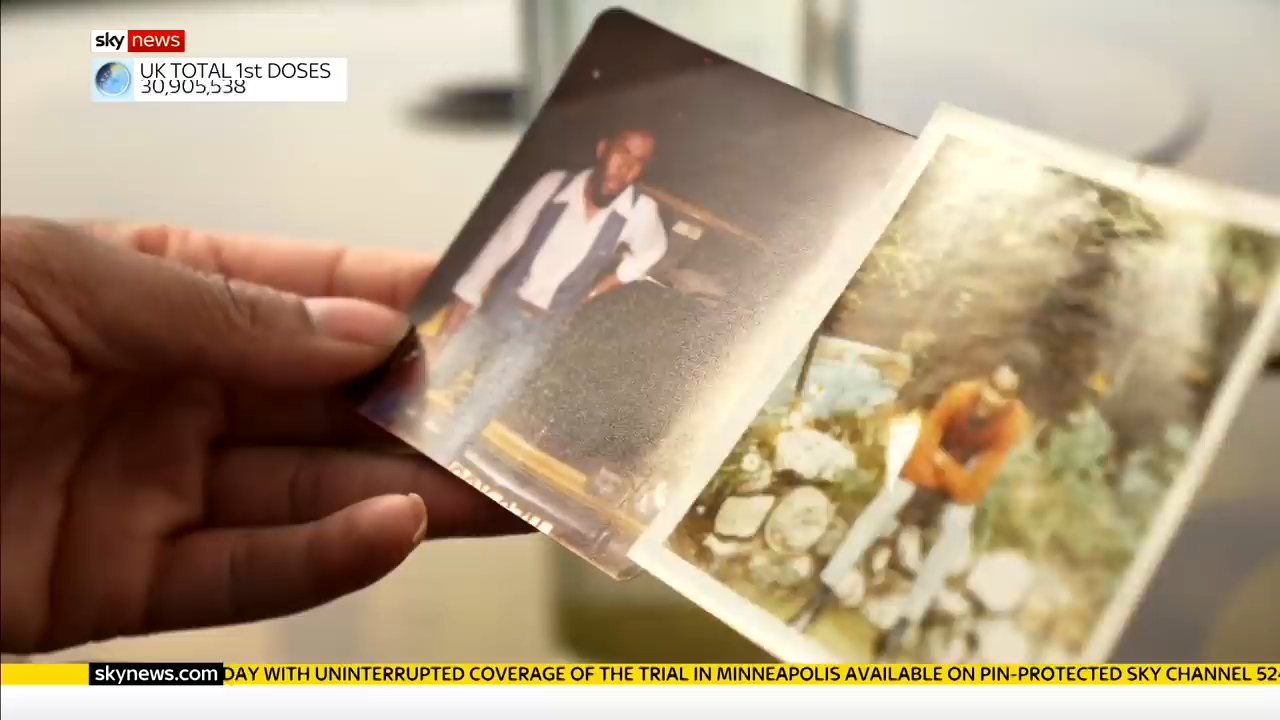 sky news
UK TOTAL 1st DOSES
30,905,538
skynews.com
DAY WITH UNINTERRUPTED COVERAGE OF THE TRIAL IN MINNEAPOLIS AVAILABLE ON PIN-PROTECTED SKY CHANNEL 524